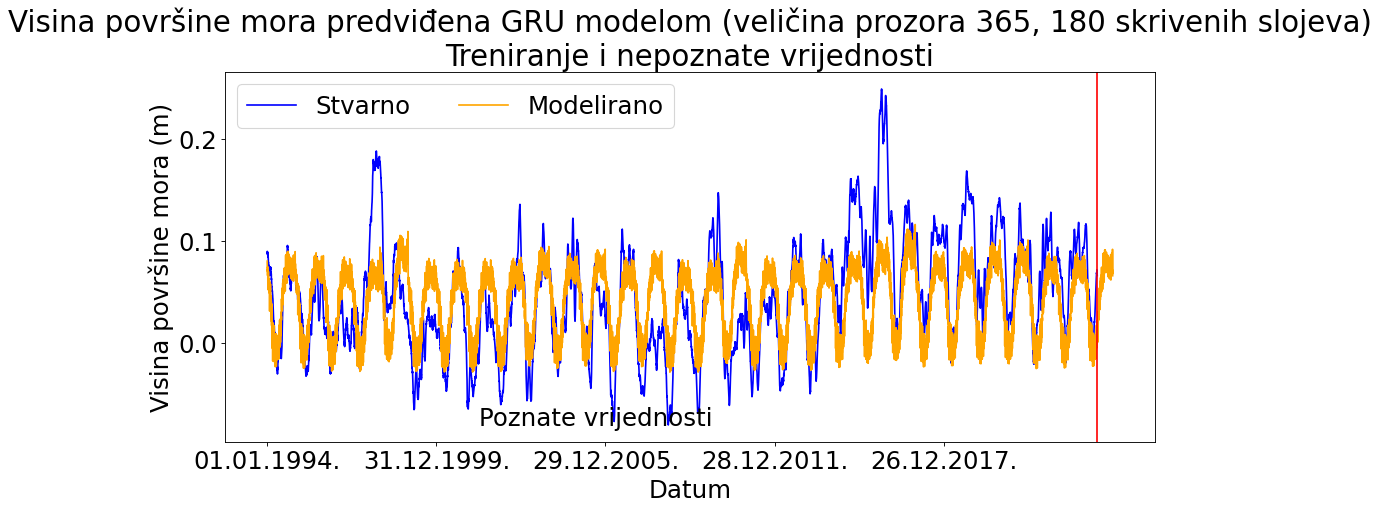 Visina površine mora predviđena GRU modelom (veličina prozora 365, 180 skrivenih slojeva)
Treniranje i nepoznate vrijednosti
Stvarno
Modelirano
Visina površine mora (m)
0.2
0.1
0.0
Poznate vrijednosti
01.01.1994.
31.12.1999.
29.12.2005.
28.12.2011.
26.12.2017.
Datum